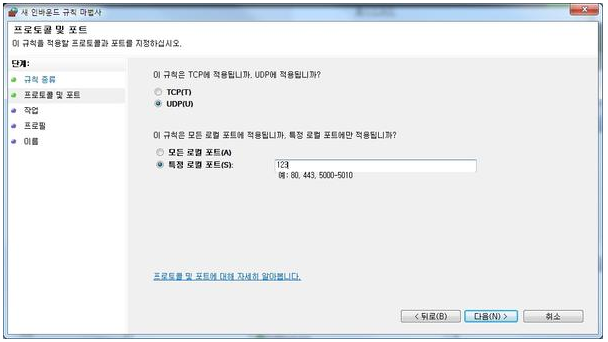 새 인바운드 규칙 마법사
프로토콜 및 포트
이 규칙을 적용할 프로토콜과 포트를 지정하십시오.
단계:
규칙 종류
프로토콜 및 포트
작업
프로필
이름
이 규칙은 TCP에 적용됩니까, UDP에 적용됩니까?
TCP(T)
UDP(U)
이 규칙은 모든 로컬 포트에 적용됩니까, 특정 로컬 포트에만 적용됩니까?
모든 로컬 포트(A)
특정 로컬 포트(S): 123
예: 80, 443, 5000-5010
프로토콜 및 포트에 대해 자세히 알아봅니다.
< 뒤로(B) 다음(N) > 취소